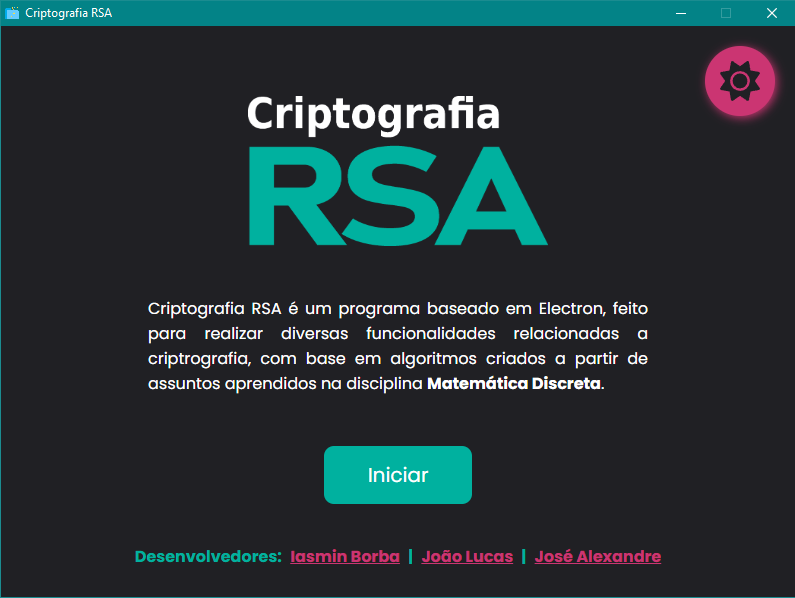 Criptografia RSA
Criptografia
RSA
Criptografia RSA é um programa baseado em Electron, feito
para realizar diversas funcionalidades relacionadas a
criptrografia, com base em algoritmos criados a partir de
assuntos aprendidos na disciplina Matemática Discreta.
Iniciar
Desenvolvedores: Iasmin Borba | João Lucas | José Alexandre